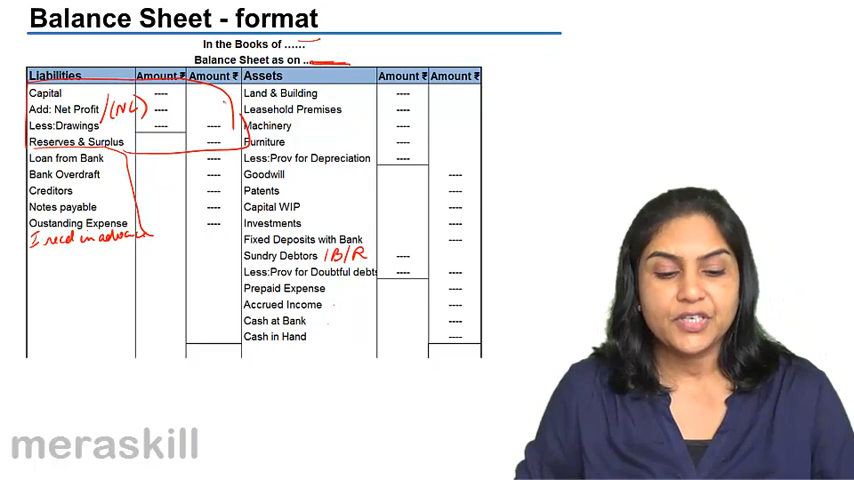 Balance Sheet - format
In the Books of ......
Balance Sheet as on ..
Liabilities Amount ₹ Amount ₹ Assets Amount ₹ Amount ₹
Capital ---- Land & Building ----
Add: Net Profit /(NL) ---- Leasehold Premises ----
Less:Drawings ---- ---- Machinery ----
Reserves & Surplus ---- Furniture ----
Loan from Bank ---- Less:Prov for Depreciation ----
Bank Overdraft ---- Goodwill ----
Creditors ---- Patents ----
Notes payable ---- Capital WIP ----
Oustanding Expense ---- Investments ----
I recd in advance Fixed Deposits with Bank ----
Sundry Debtors /B/R ----
Less:Prov for Doubtful debts ---- ----
Prepaid Expense ----
Accrued Income ----
Cash at Bank ----
Cash in Hand ----
meraskill